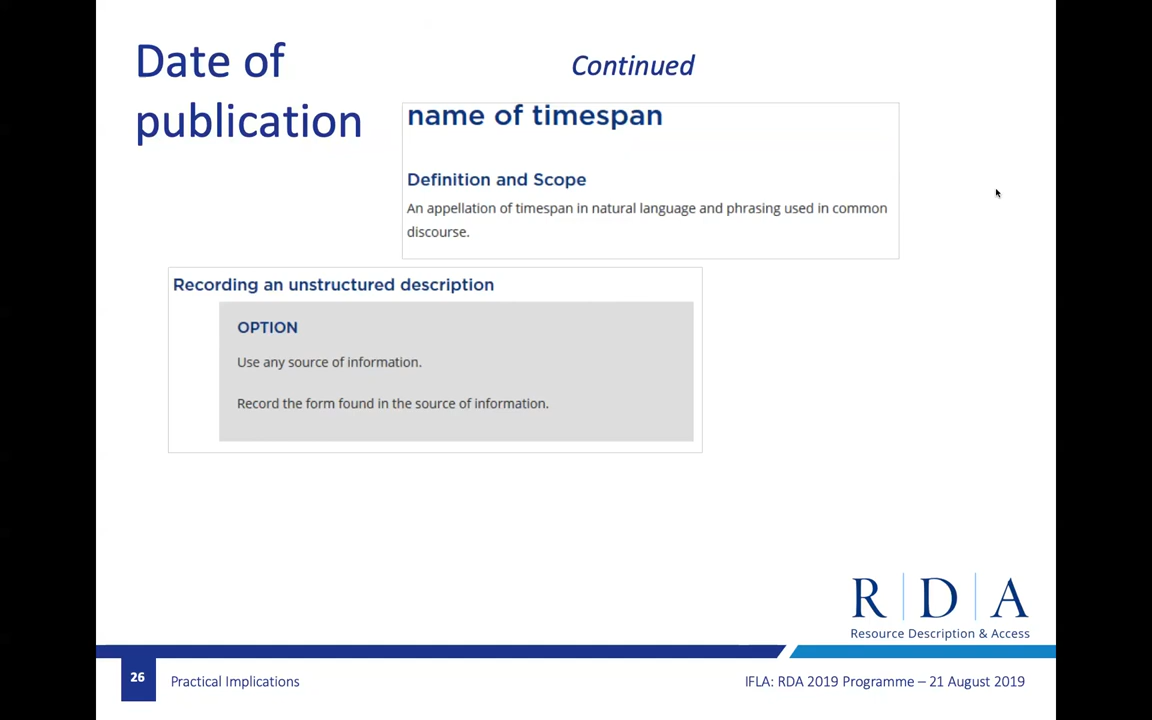 Date of
publication
Continued
name of timespan
Definition and Scope
An appellation of timespan in natural language and phrasing used in common
discourse.
Recording an unstructured description
OPTION
Use any source of information.
Record the form found in the source of information.
R D A
Resource Description & Access
26
Practical Implications
IFLA: RDA 2019 Programme – 21 August 2019